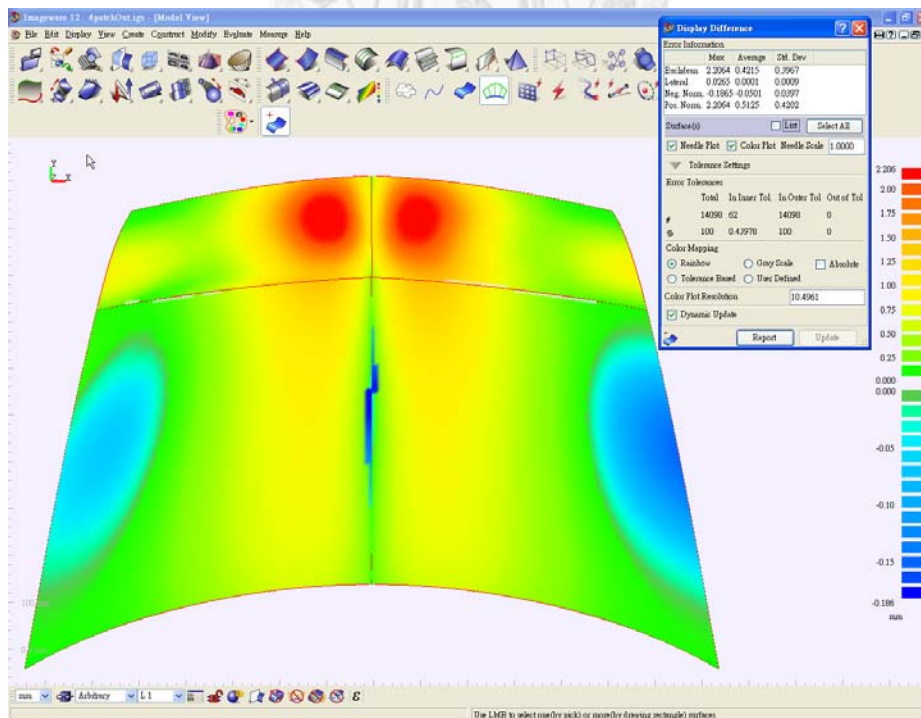 Imageware 12 4patchOut.igs - [Model View]
File Edit Display View Create Construct Modify Evaluate Measure Help
Display Difference
Error Information
Max Average Std. Dev
Euclidean 2.2064 0.4215 0.3967
Lateral 0.0265 0.0001 0.0009
Neg. Norm. -0.1865 -0.0501 0.0397
Pos. Norm. 2.2064 0.5125 0.4202
Surface(s) List Select All
Needle Plot Color Plot Needle Scale 1.0000
Tolerance Settings
Error Tolerances
Total In Inner Tol. In Outer Tol Out of Tol
# 14098 62 14098 0
% 100 0.43978 100 0
Color Mapping
Rainbow Gray Scale Absolute
Tolerance Based User Defined
Color Plot Resolution 10.4961
Dynamic Update
Report Update
Y
Z X
2.206
2.00
1.75
1.50
1.25
1.00
0.75
0.50
0.25
0.000
0.000
-0.05
-0.10
-0.15
-0.186
mm
mm Arbitrary L 1
Use LMB to select one(by pick) or more(by drawing rectangle) surfaces